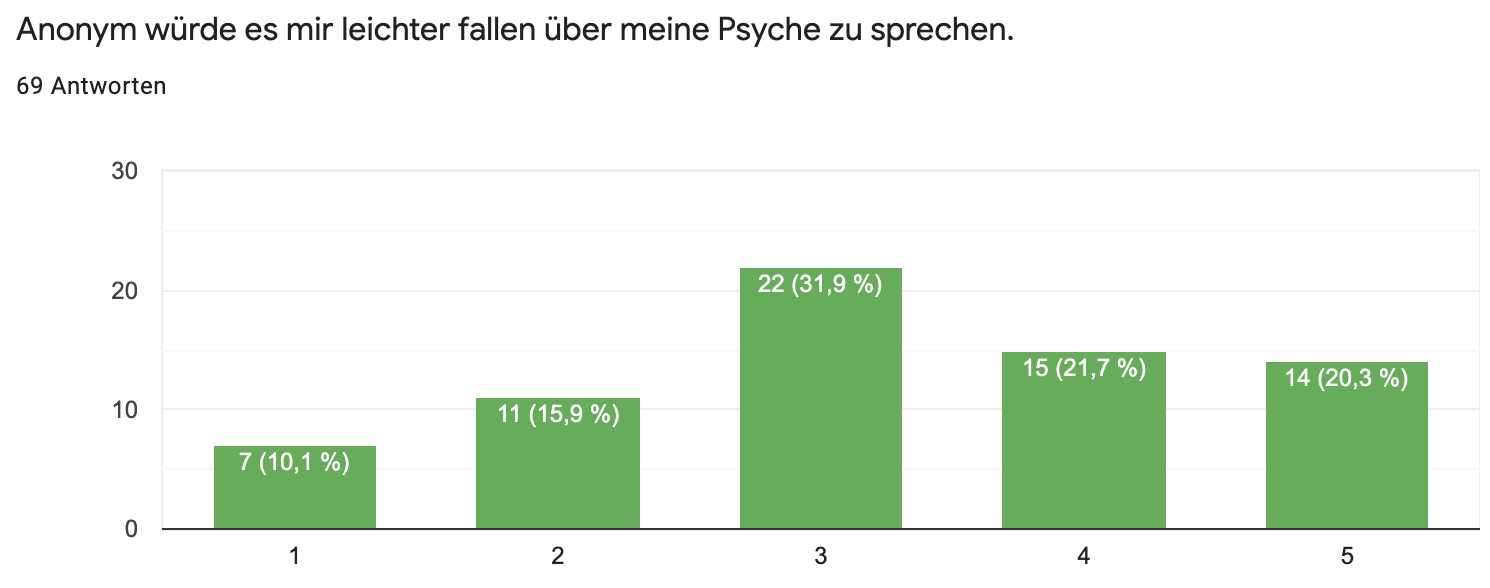 Anonym würde es mir leichter fallen über meine Psyche zu sprechen.
69 Antworten
30
20
10
0
7 (10,1 %)
11 (15,9 %)
22 (31,9 %)
15 (21,7 %)
14 (20,3 %)
1 2 3 4 5